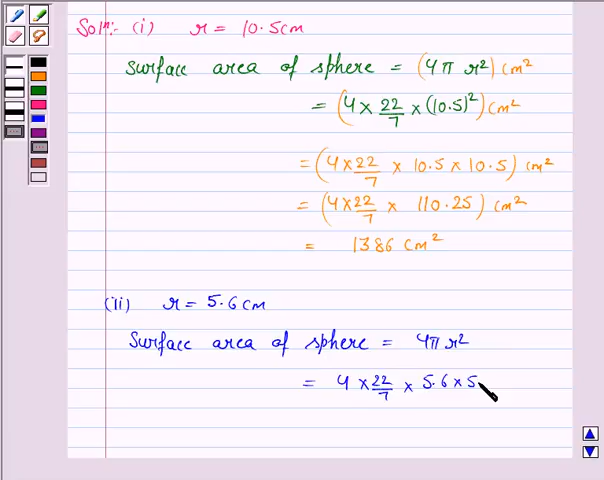 Solⁿ:- (i) r = 10.5cm
Surface area of sphere = (4π r²) cm²
= (4 × 22/7 × (10.5)²) cm²
= (4 × 22/7 × 10.5 × 10.5) cm²
= (4 × 22/7 × 110.25) cm²
= 1386 cm²
(ii) r = 5.6 cm
Surface area of sphere = 4π r²
= 4 × 22/7 × 5.6 × 5